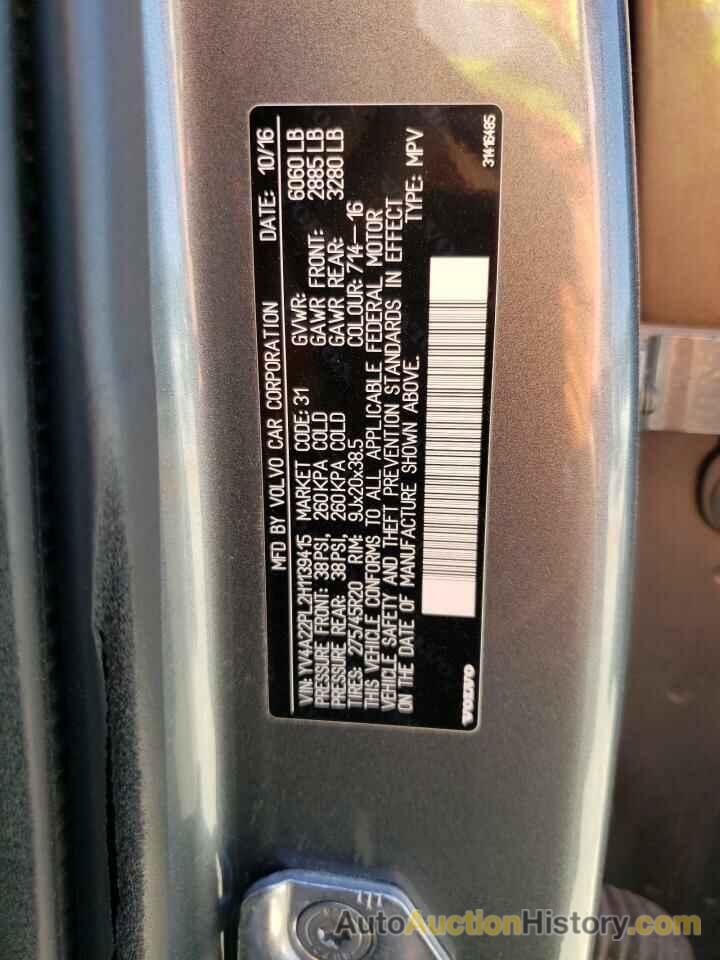 MFD BY VOLVO CAR CORPORATION DATE: 10/16
VIN: YV4A22PL2H1139415 MARKET CODE: 31 GVWR: 6060 LB
PRESSURE FRONT: 38PSI, 260KPA COLD GAWR FRONT: 2885 LB
PRESSURE REAR: 38PSI, 260KPA COLD GAWR REAR: 3280 LB
TIRES: 275/45R20 RIM: 9Jx20x38.5 COLOUR: 714-16
THIS VEHICLE CONFORMS TO ALL APPLICABLE FEDERAL MOTOR
VEHICLE SAFETY AND THEFT PREVENTION STANDARDS IN EFFECT
ON THE DATE OF MANUFACTURE SHOWN ABOVE. TYPE: MPV
VOLVO 31416485
AutoAuctionHistory.com